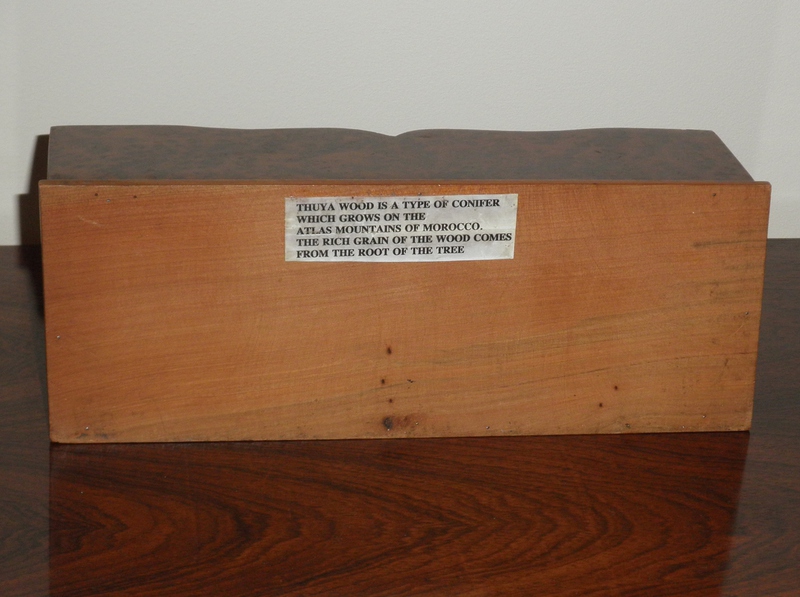 THUYA WOOD IS A TYPE OF CONIFER
WHICH GROWS ON THE
ATLAS MOUNTAINS OF MOROCCO.
THE RICH GRAIN OF THE WOOD COMES
FROM THE ROOT OF THE TREE